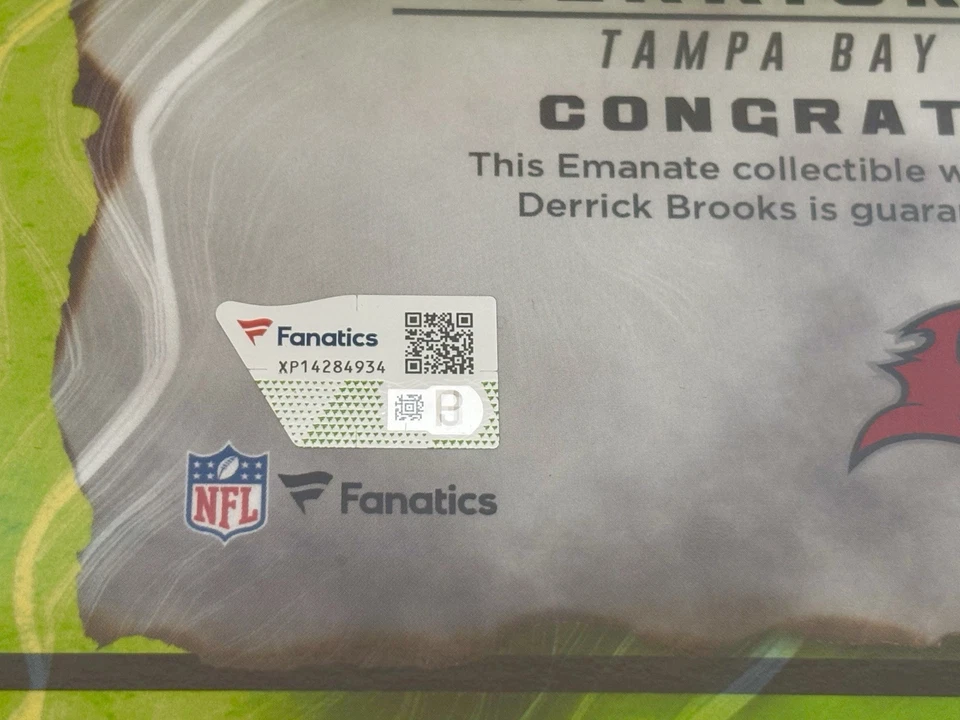 TAMPA BAY
CONGRAT
This Emanate collectible w
Derrick Brooks is guara
Fanatics
XP14284934
B
NFL
Fanatics